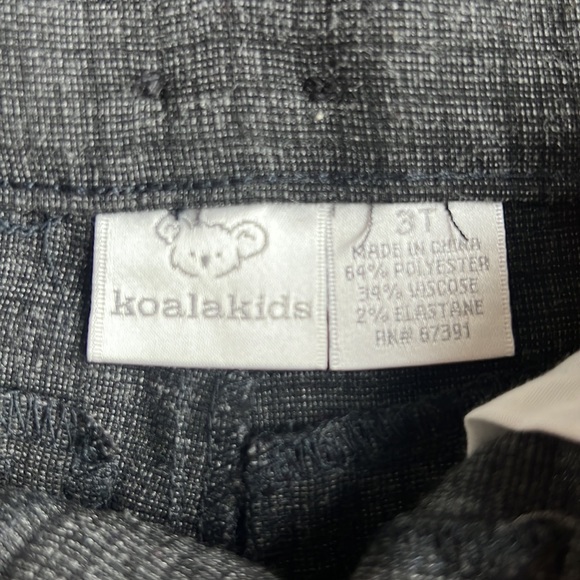 koalakids
3T
MADE IN CHINA
64% POLYESTER
34% VISCOSE
2% ELASTANE
RN# 67391